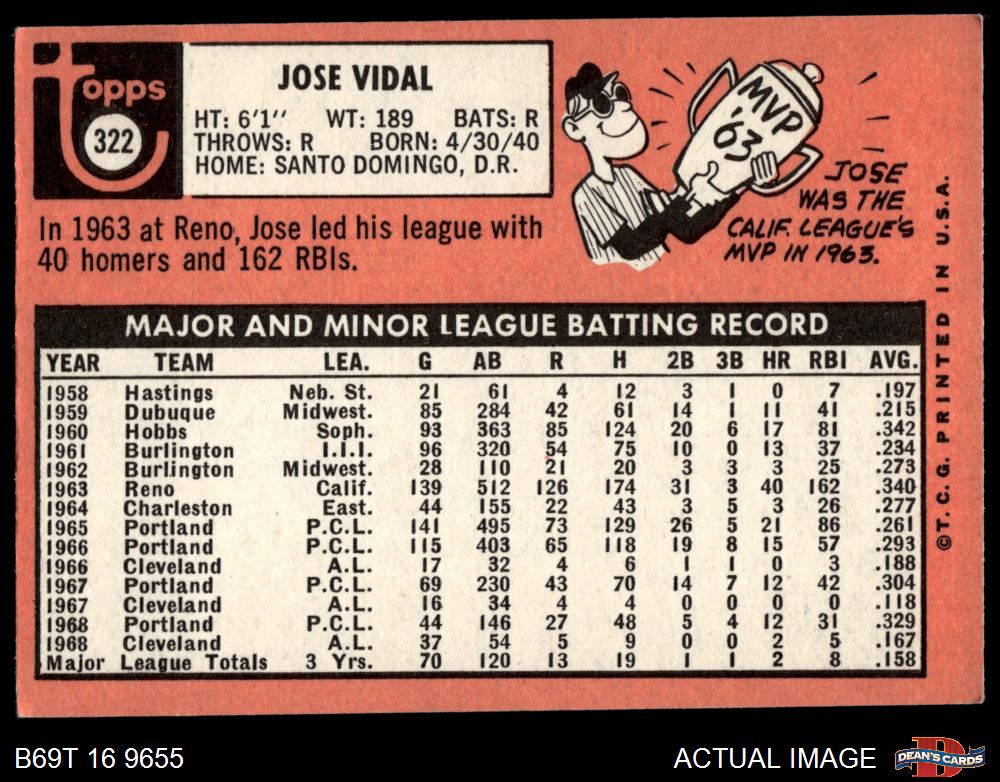 topps
322
JOSE VIDAL
HT: 6'1'' WT: 189 BATS: R
THROWS: R BORN: 4/30/40
HOME: SANTO DOMINGO, D.R.
MVP
'63
JOSE
WAS THE
CALIF. LEAGUE'S
MVP IN 1963.
In 1963 at Reno, Jose led his league with
40 homers and 162 RBIs.
MAJOR AND MINOR LEAGUE BATTING RECORD
YEAR TEAM LEA. G AB R H 2B 3B HR RBI AVG.
1958 Hastings Neb. St. 21 61 4 12 3 1 0 7 .197
1959 Dubuque Midwest. 85 284 42 61 14 1 11 41 .215
1960 Hobbs Soph. 93 363 85 124 20 6 17 81 .342
1961 Burlington I.I.I. 96 320 54 75 10 0 13 37 .234
1962 Burlington Midwest. 28 110 21 20 3 3 3 25 .273
1963 Reno Calif. 139 512 126 174 31 3 40 162 .340
1964 Charleston East. 44 155 22 43 3 5 3 26 .277
1965 Portland P.C.L. 141 495 73 129 26 5 21 86 .261
1966 Portland P.C.L. 115 403 65 118 19 8 15 57 .293
1966 Cleveland A.L. 17 32 4 6 1 1 0 3 .188
1967 Portland P.C.L. 69 230 43 70 14 7 12 42 .304
1967 Cleveland A.L. 16 34 4 4 0 0 0 0 .118
1968 Portland P.C.L. 44 146 27 48 5 4 12 31 .329
1968 Cleveland A.L. 37 54 5 9 0 0 2 5 .167
Major League Totals 3 Yrs. 70 120 13 19 1 1 2 8 .158
©T.C.G. PRINTED IN U.S.A.
B69T 16 9655
ACTUAL IMAGE
D
DEAN'S CARDS